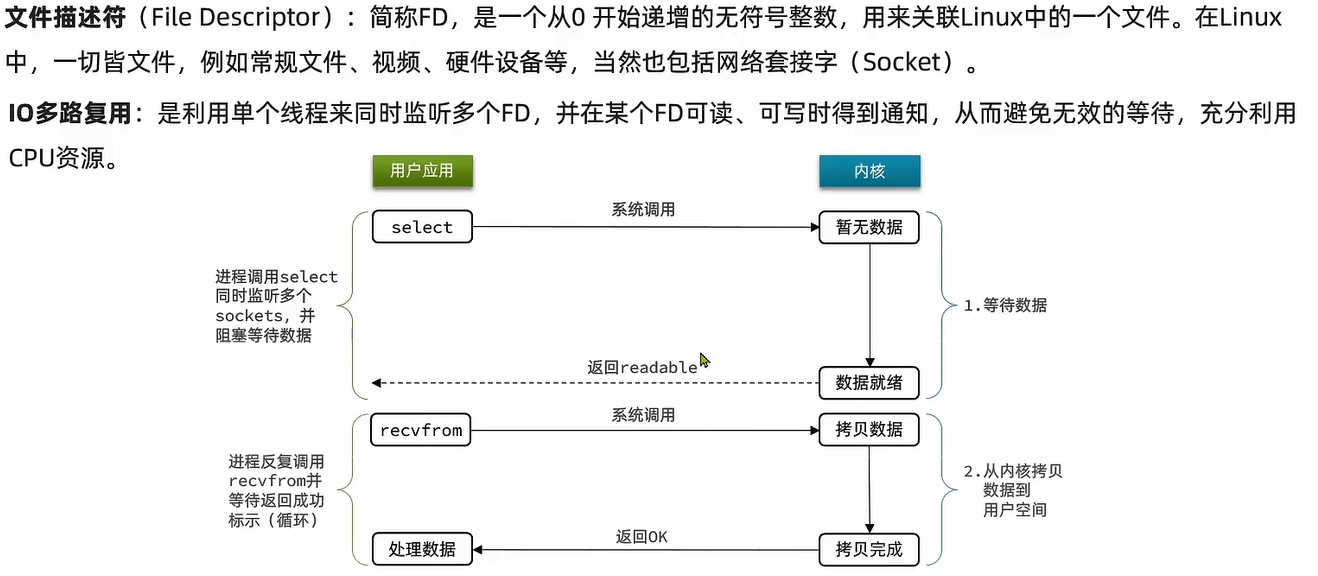 文件描述符（File Descriptor）：简称FD，是一个从0 开始递增的无符号整数，用来关联Linux中的一个文件。在Linux
中，一切皆文件，例如常规文件、视频、硬件设备等，当然也包括网络套接字（Socket）。
IO多路复用：是利用单个线程来同时监听多个FD，并在某个FD可读、可写时得到通知，从而避免无效的等待，充分利用
CPU资源。
用户应用
内核
select
系统调用
暂无数据
进程调用select
同时监听多个
sockets，并
阻塞等待数据
1.等待数据
返回readable
数据就绪
recvfrom
系统调用
拷贝数据
进程反复调用
recvfrom并
等待返回成功
标示（循环）
2.从内核拷贝
数据到
用户空间
处理数据
返回OK
拷贝完成